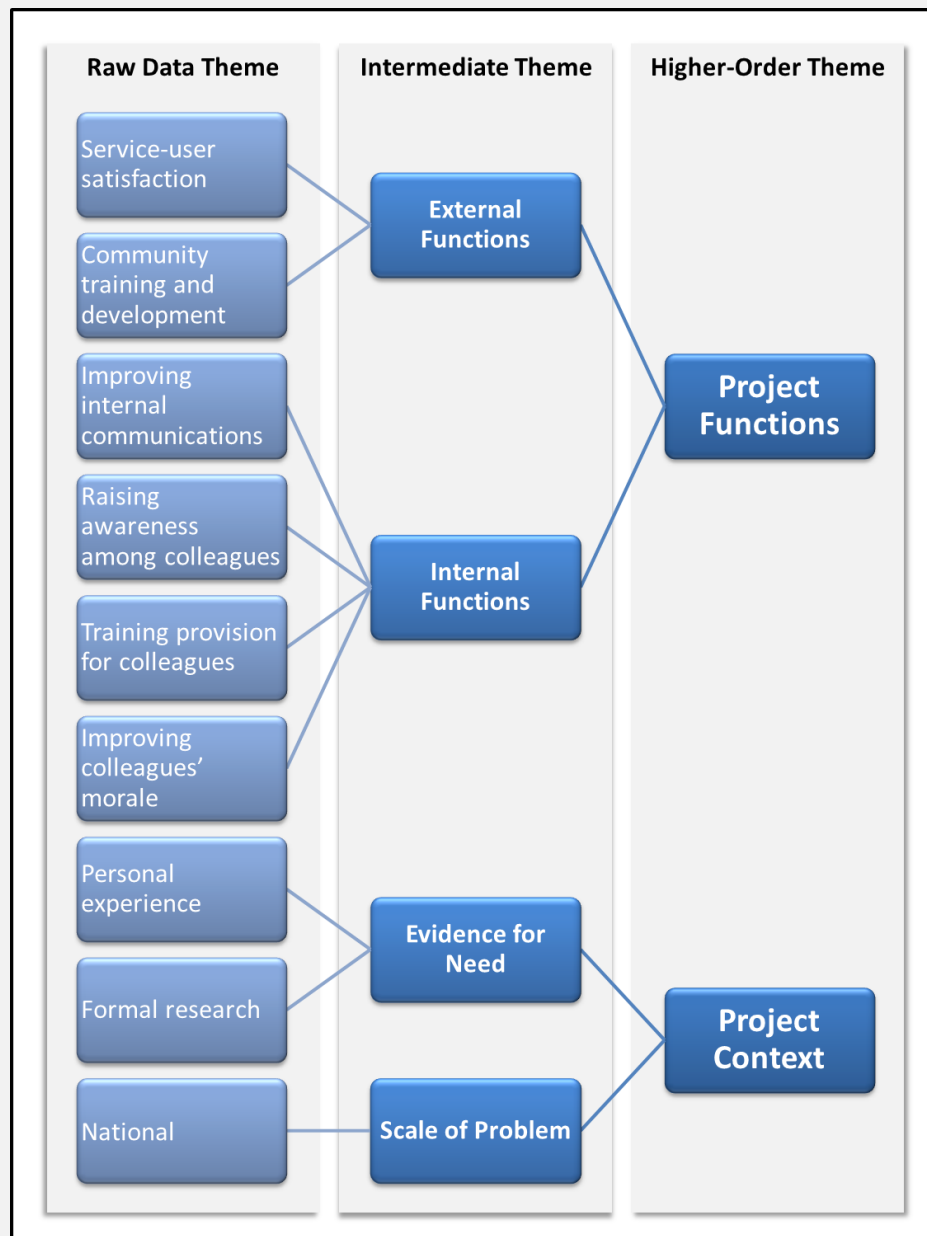 Raw Data Theme
Intermediate Theme
Higher-Order Theme
Service-user
satisfaction
Community
training and
development
Improving
internal
communications
Raising
awareness
among colleagues
Training provision
for colleagues
Improving
colleagues’
morale
Personal
experience
Formal research
National
External
Functions
Internal
Functions
Evidence for
Need
Scale of Problem
Project
Functions
Project
Context